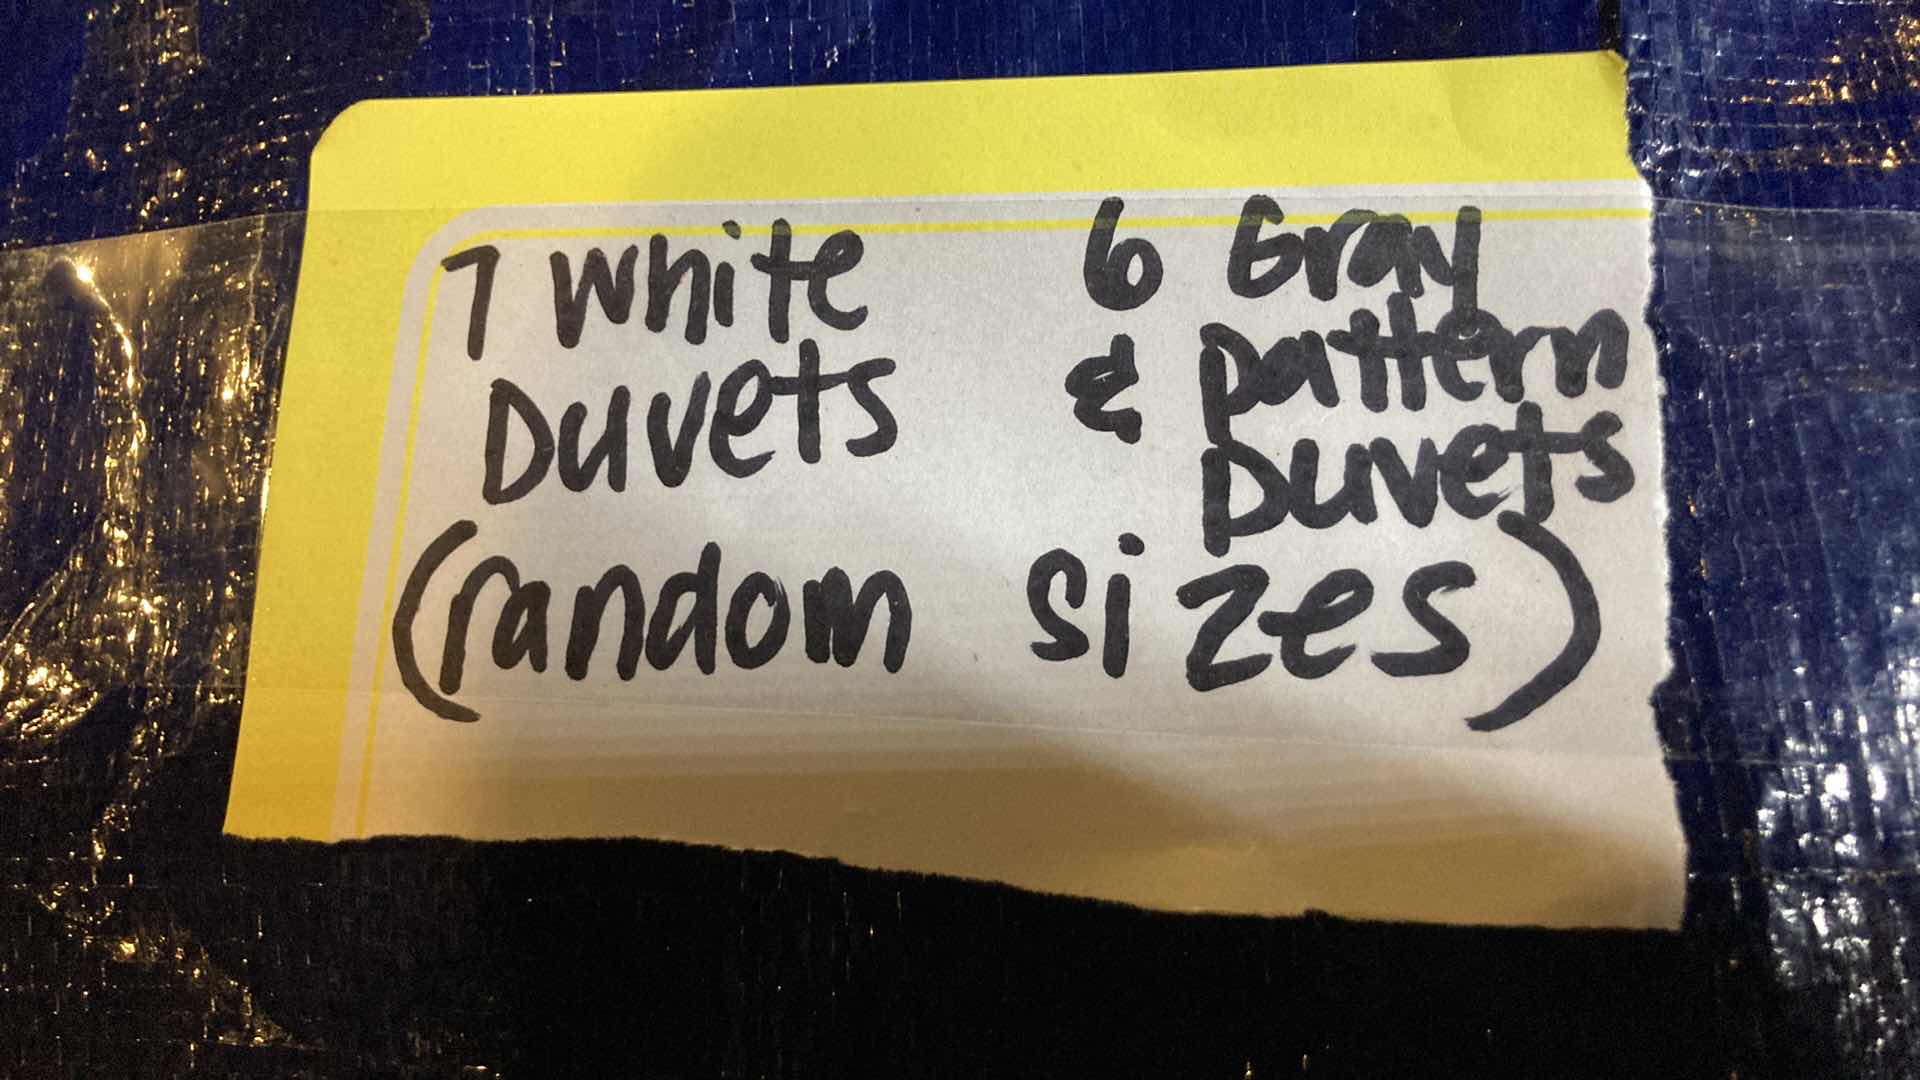 7 White
Duvets
6 Gray
& pattern
Duvets
(random sizes)